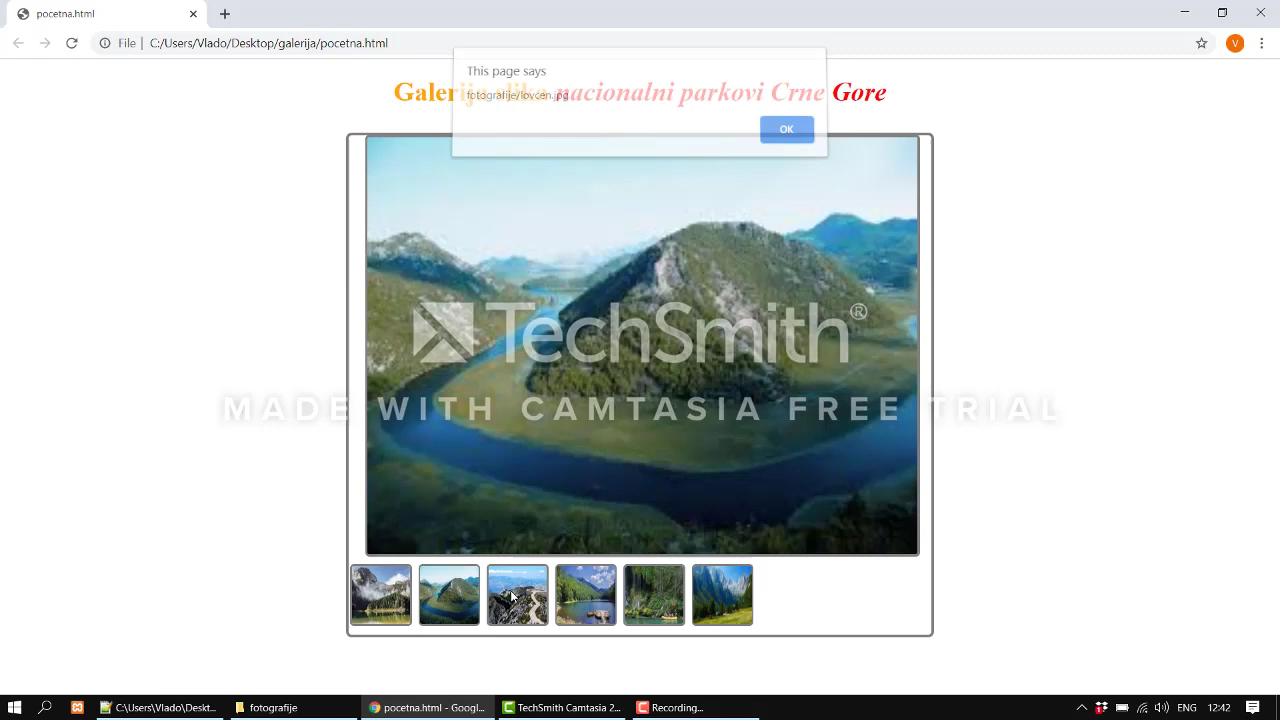 pocetna.html
File | C:/Users/Vlado/Desktop/galerija/pocetna.html
V
This page says
fotografije/lovcen.jpg
OK
Galerija slika nacionalni parkovi Crne Gore
TechSmith®
MADE WITH CAMTASIA FREE TRIAL
C:\Users\Vlado\Deskt...
fotografije
pocetna.html - Googl...
TechSmith Camtasia 2...
Recording...
ENG
12:42